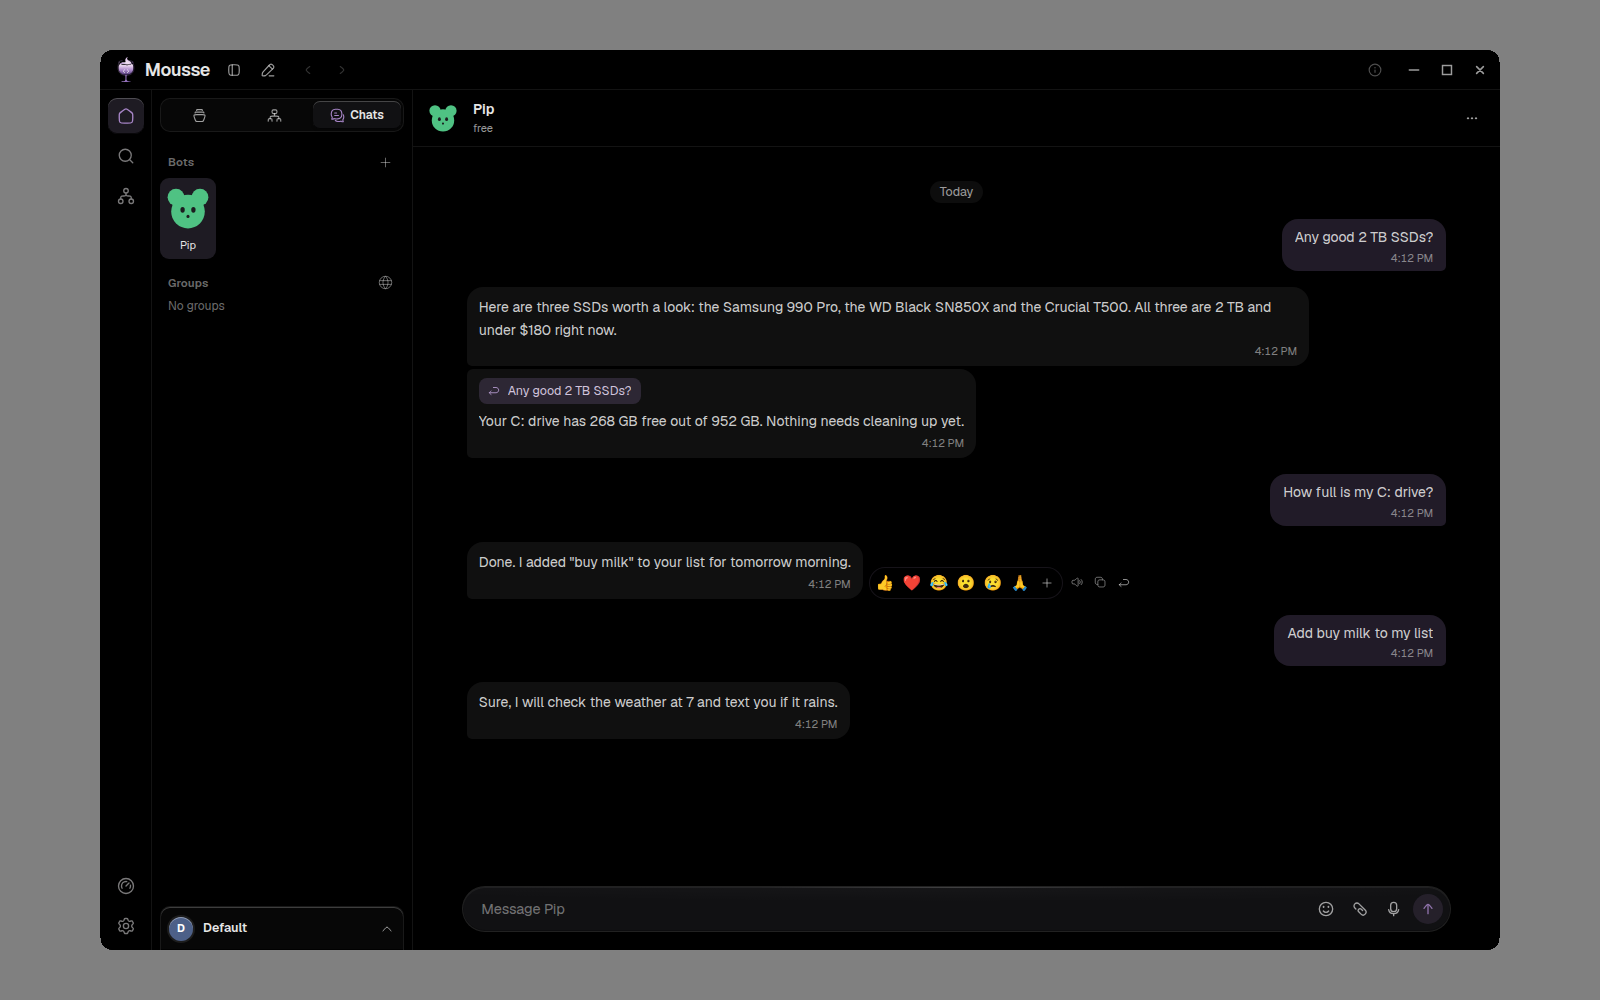 Mousse
Chats
Bots
Pip
Groups
No groups
D
Default
Pip
free
Today
Any good 2 TB SSDs?
4:12 PM
Here are three SSDs worth a look: the Samsung 990 Pro, the WD Black SN850X and the Crucial T500. All three are 2 TB and
under $180 right now.
4:12 PM
Any good 2 TB SSDs?
Your C: drive has 268 GB free out of 952 GB. Nothing needs cleaning up yet.
4:12 PM
How full is my C: drive?
4:12 PM
Done. I added "buy milk" to your list for tomorrow morning.
4:12 PM
Add buy milk to my list
4:12 PM
Sure, I will check the weather at 7 and text you if it rains.
4:12 PM
Message Pip